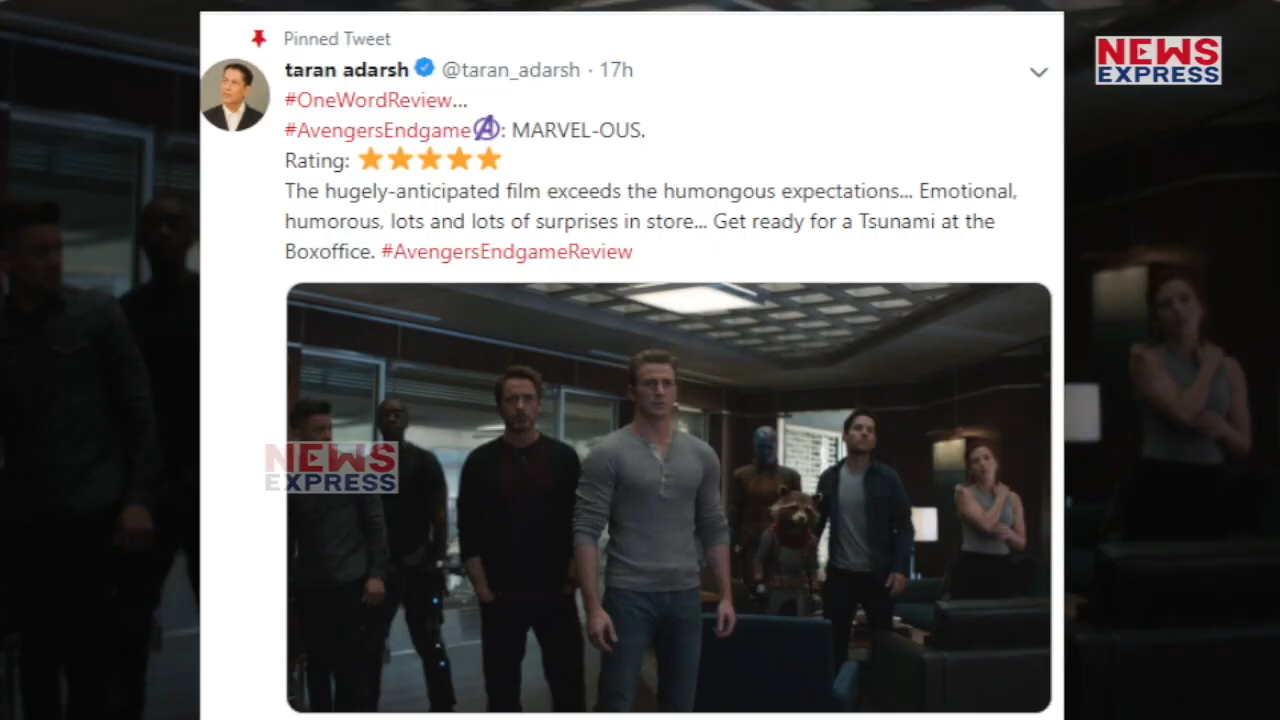 Pinned Tweet
taran adarsh @taran_adarsh · 17h
#OneWordReview...
#AvengersEndgame: MARVEL-OUS.
Rating: ⭐⭐⭐⭐⭐
The hugely-anticipated film exceeds the humongous expectations... Emotional,
humorous, lots and lots of surprises in store... Get ready for a Tsunami at the
Boxoffice. #AvengersEndgameReview
NEWS
EXPRESS
NEWS
EXPRESS